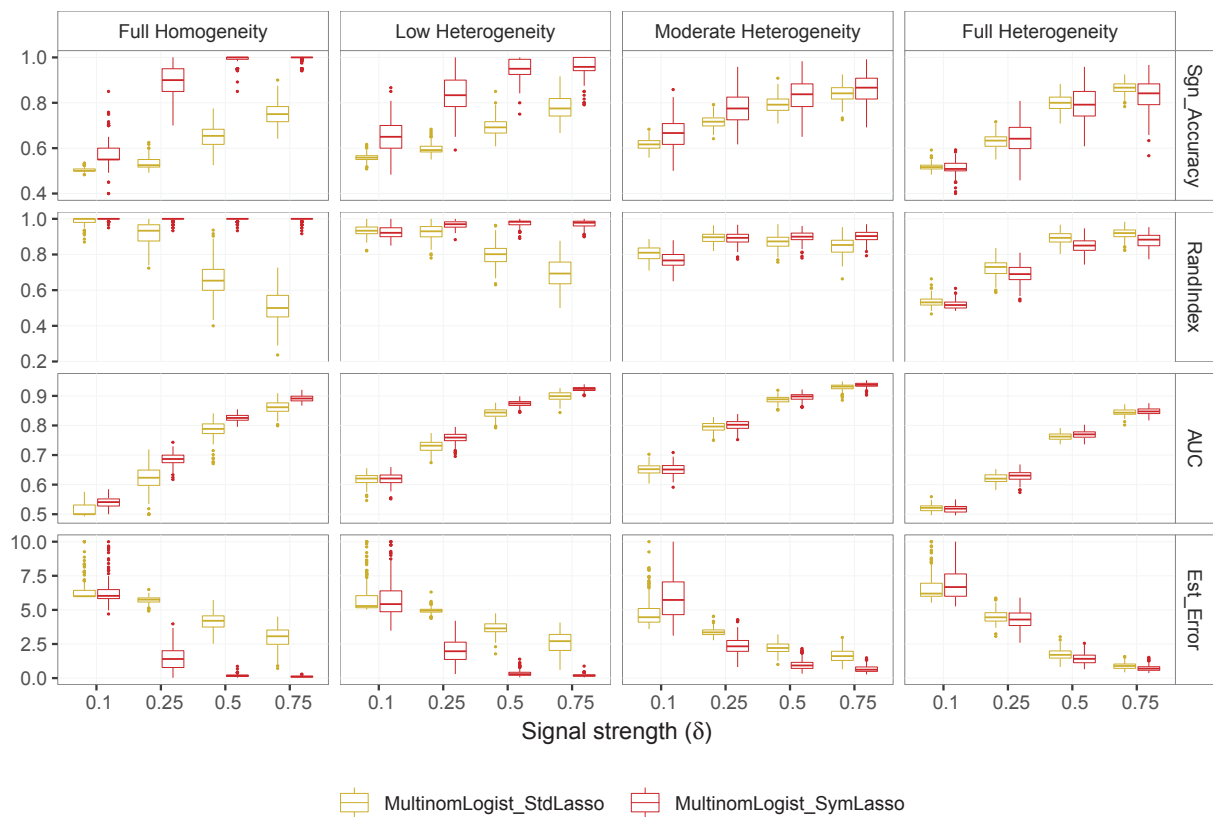 Full Homogeneity Low Heterogeneity Moderate Heterogeneity Full Heterogeneity
1.0
0.8
0.6
0.4
Sgn_Accuracy
1.0
0.8
0.6
0.4
0.2
RandIndex
0.9
0.8
0.7
0.6
0.5
AUC
10.0
7.5
5.0
2.5
0.0
Est_Error
0.1 0.25 0.5 0.75 0.1 0.25 0.5 0.75 0.1 0.25 0.5 0.75 0.1 0.25 0.5 0.75
Signal strength (δ)
MultinomLogist_StdLasso MultinomLogist_SymLasso